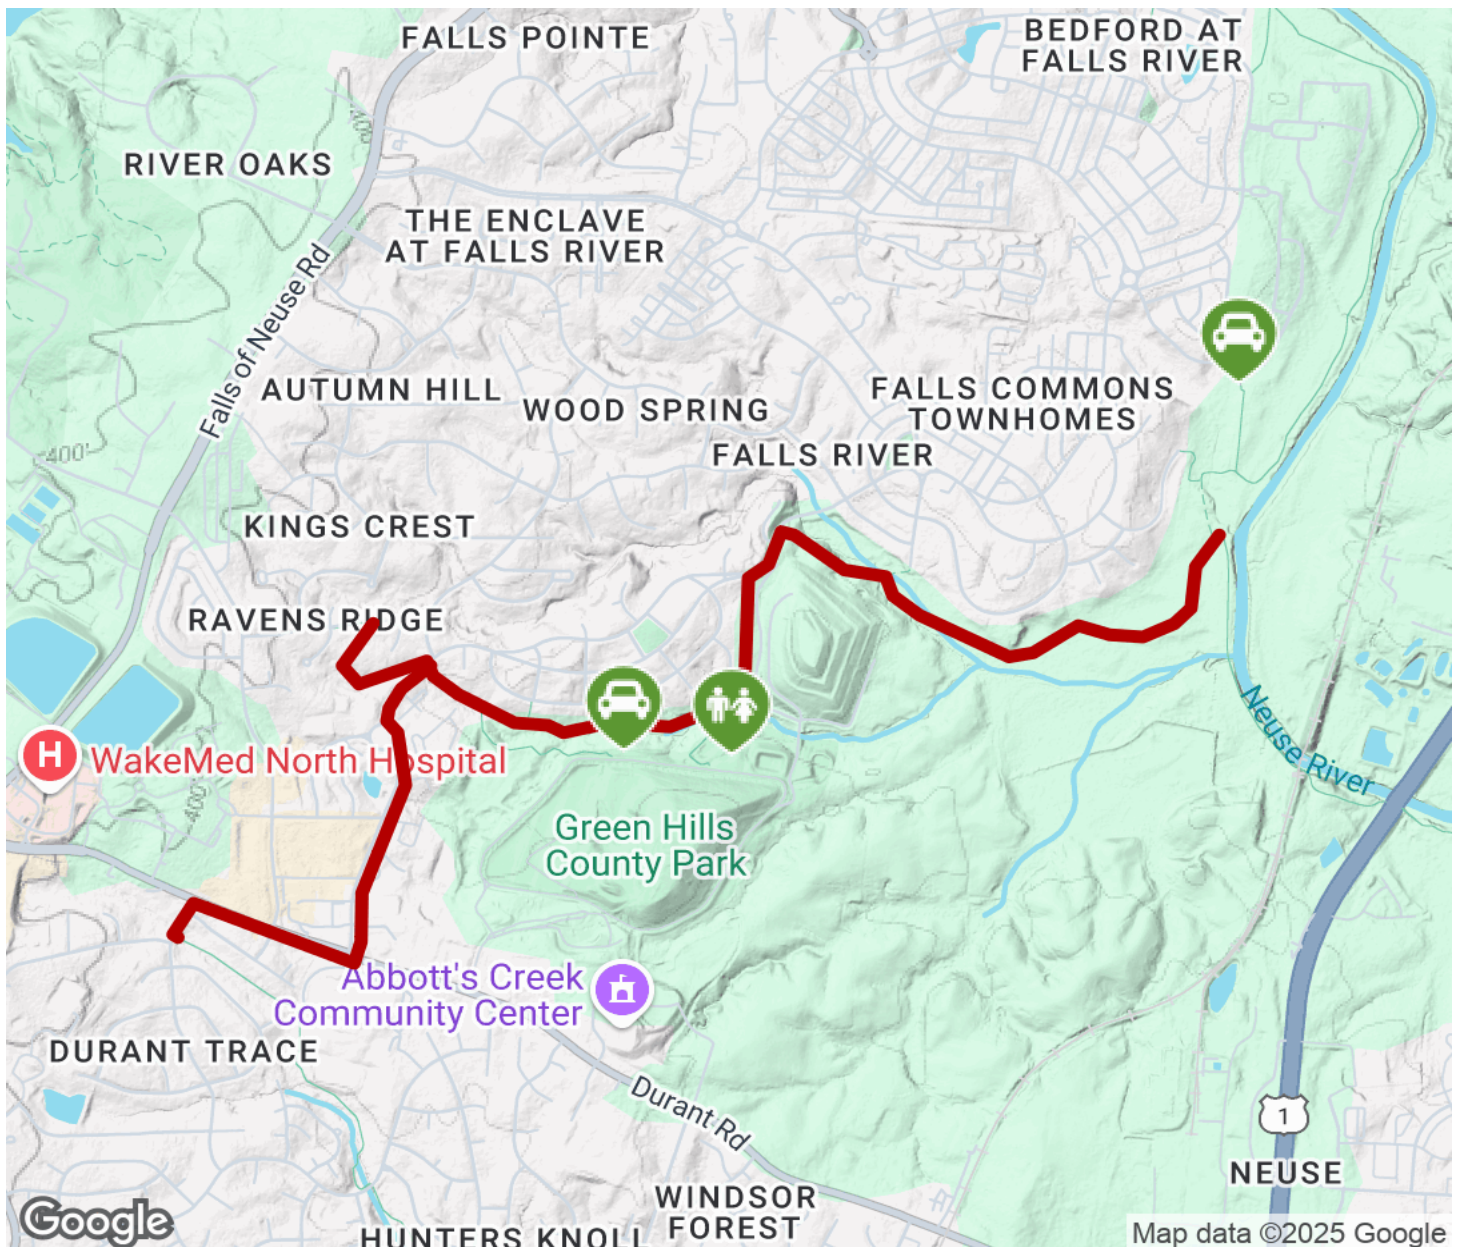 FALLS POINTE
BEDFORD AT
FALLS RIVER
400'
RIVER OAKS
THE ENCLAVE
AT FALLS RIVER
Falls of Neuse Rd
AUTUMN HILL
WOOD SPRING
FALLS COMMONS
TOWNHOMES
400'
FALLS RIVER
KINGS CREST
RAVENS RIDGE
H
WakeMed North Hospital
400'
Neuse River
Green Hills
County Park
Abbott's Creek
Community Center
DURANT TRACE
Durant Rd
1
NEUSE
WINDSOR
FOREST
HUNTERS KNOLL
Google
Map data ©2025 Google